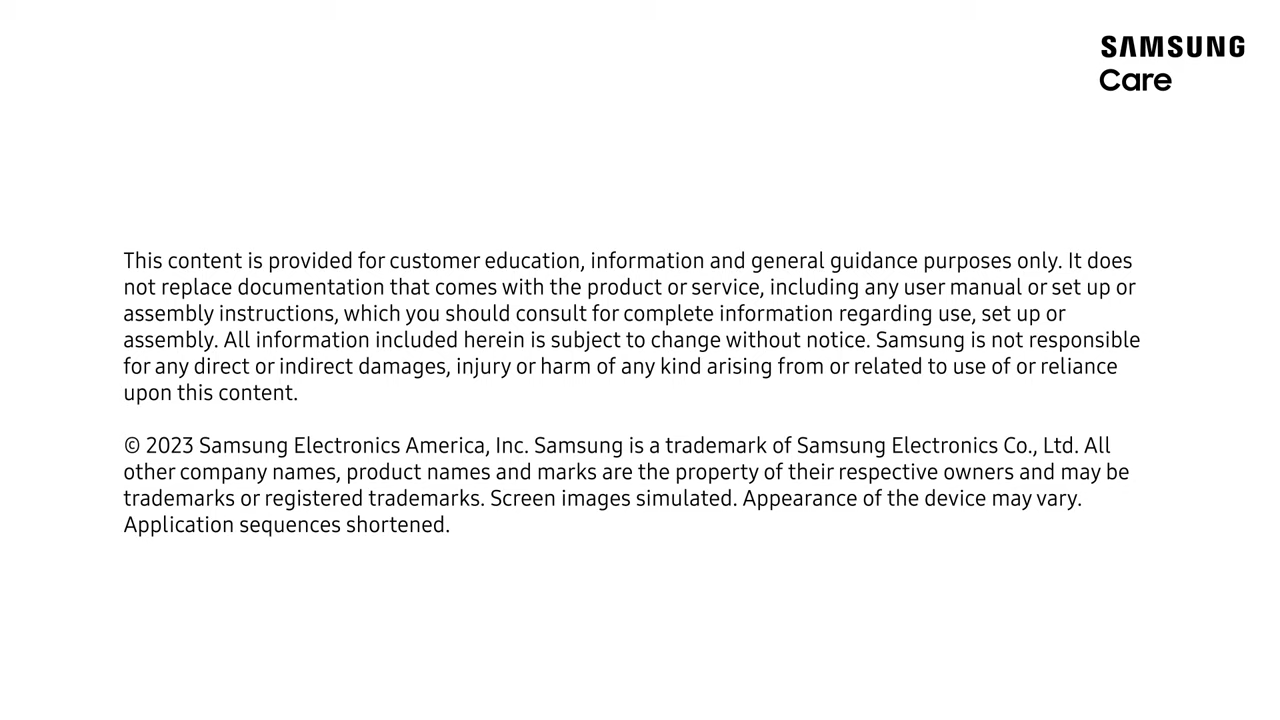 SAMSUNG
Care
This content is provided for customer education, information and general guidance purposes only. It does
not replace documentation that comes with the product or service, including any user manual or set up or
assembly instructions, which you should consult for complete information regarding use, set up or
assembly. All information included herein is subject to change without notice. Samsung is not responsible
for any direct or indirect damages, injury or harm of any kind arising from or related to use of or reliance
upon this content.
© 2023 Samsung Electronics America, Inc. Samsung is a trademark of Samsung Electronics Co., Ltd. All
other company names, product names and marks are the property of their respective owners and may be
trademarks or registered trademarks. Screen images simulated. Appearance of the device may vary.
Application sequences shortened.